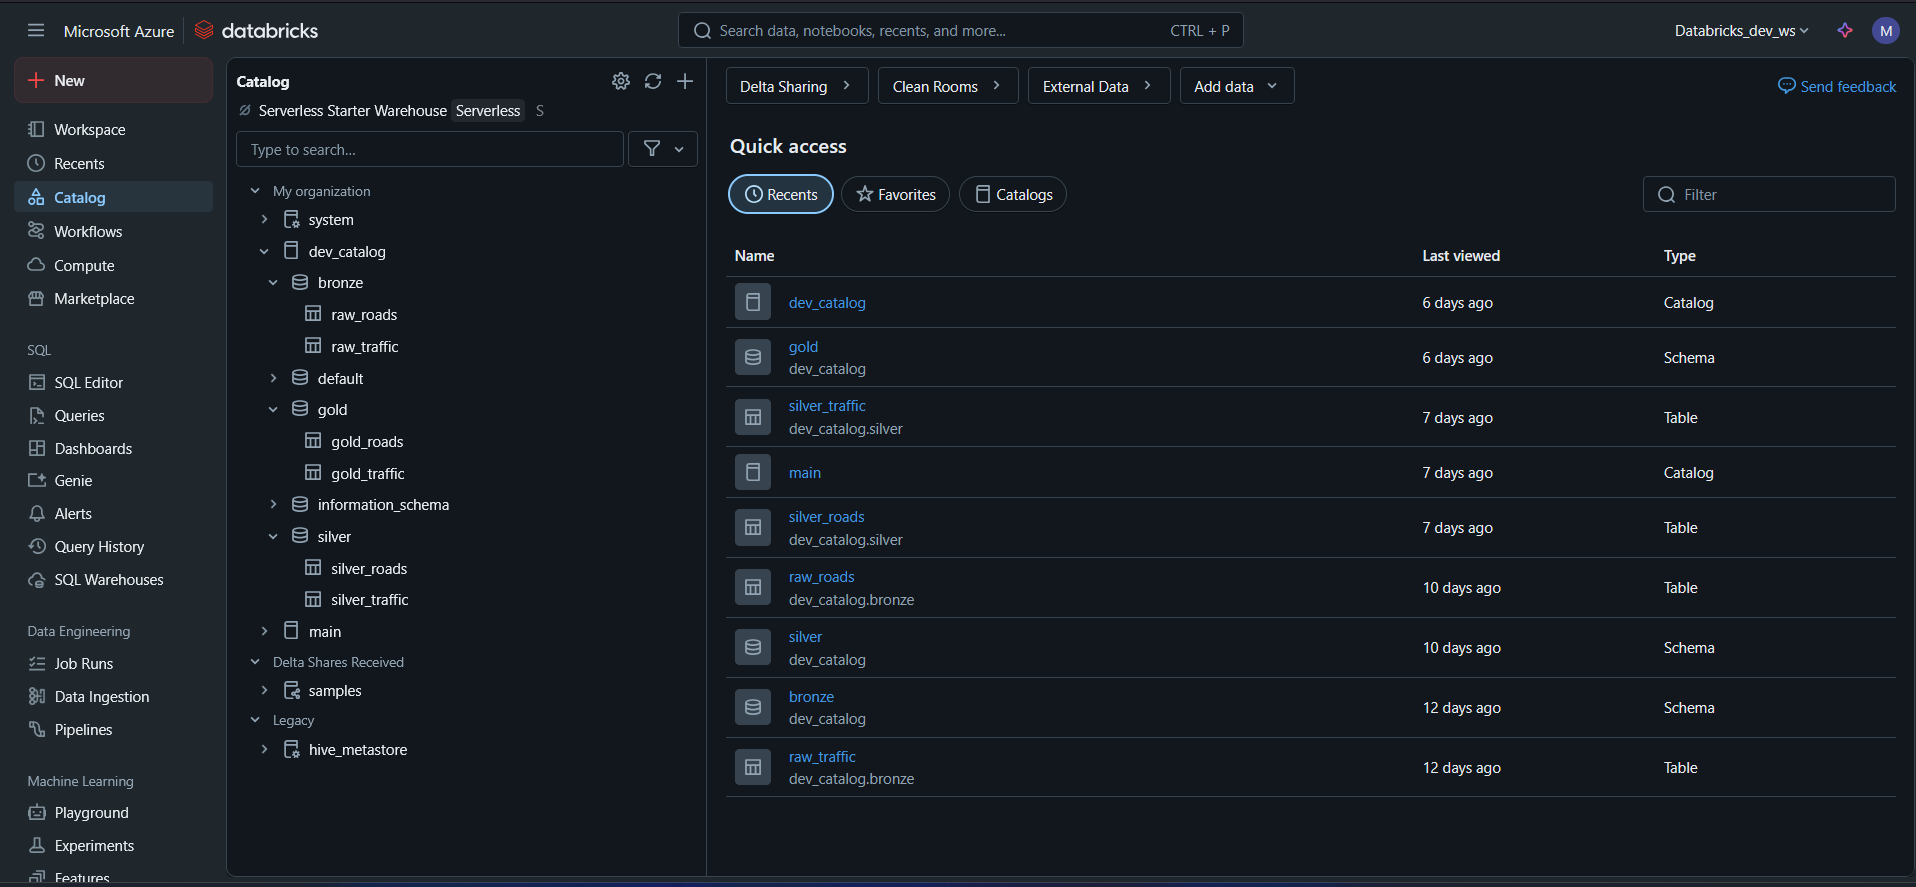 Microsoft Azure
databricks
Search data, notebooks, recents, and more...
CTRL + P
Databricks_dev_ws
M
New
Workspace
Recents
Catalog
Workflows
Compute
Marketplace
SQL
SQL Editor
Queries
Dashboards
Genie
Alerts
Query History
SQL Warehouses
Data Engineering
Job Runs
Data Ingestion
Pipelines
Machine Learning
Playground
Experiments
Features
Catalog
Serverless Starter Warehouse Serverless S
Type to search...
My organization
system
dev_catalog
bronze
raw_roads
raw_traffic
default
gold
gold_roads
gold_traffic
information_schema
silver
silver_roads
silver_traffic
main
Delta Shares Received
samples
Legacy
hive_metastore
Delta Sharing
Clean Rooms
External Data
Add data
Send feedback
Quick access
Recents
Favorites
Catalogs
Filter
Name Last viewed Type
dev_catalog 6 days ago Catalog
gold
dev_catalog
6 days ago Schema
silver_traffic
dev_catalog.silver
7 days ago Table
main 7 days ago Catalog
silver_roads
dev_catalog.silver
7 days ago Table
raw_roads
dev_catalog.bronze
10 days ago Table
silver
dev_catalog
10 days ago Schema
bronze
dev_catalog
12 days ago Schema
raw_traffic
dev_catalog.bronze
12 days ago Table